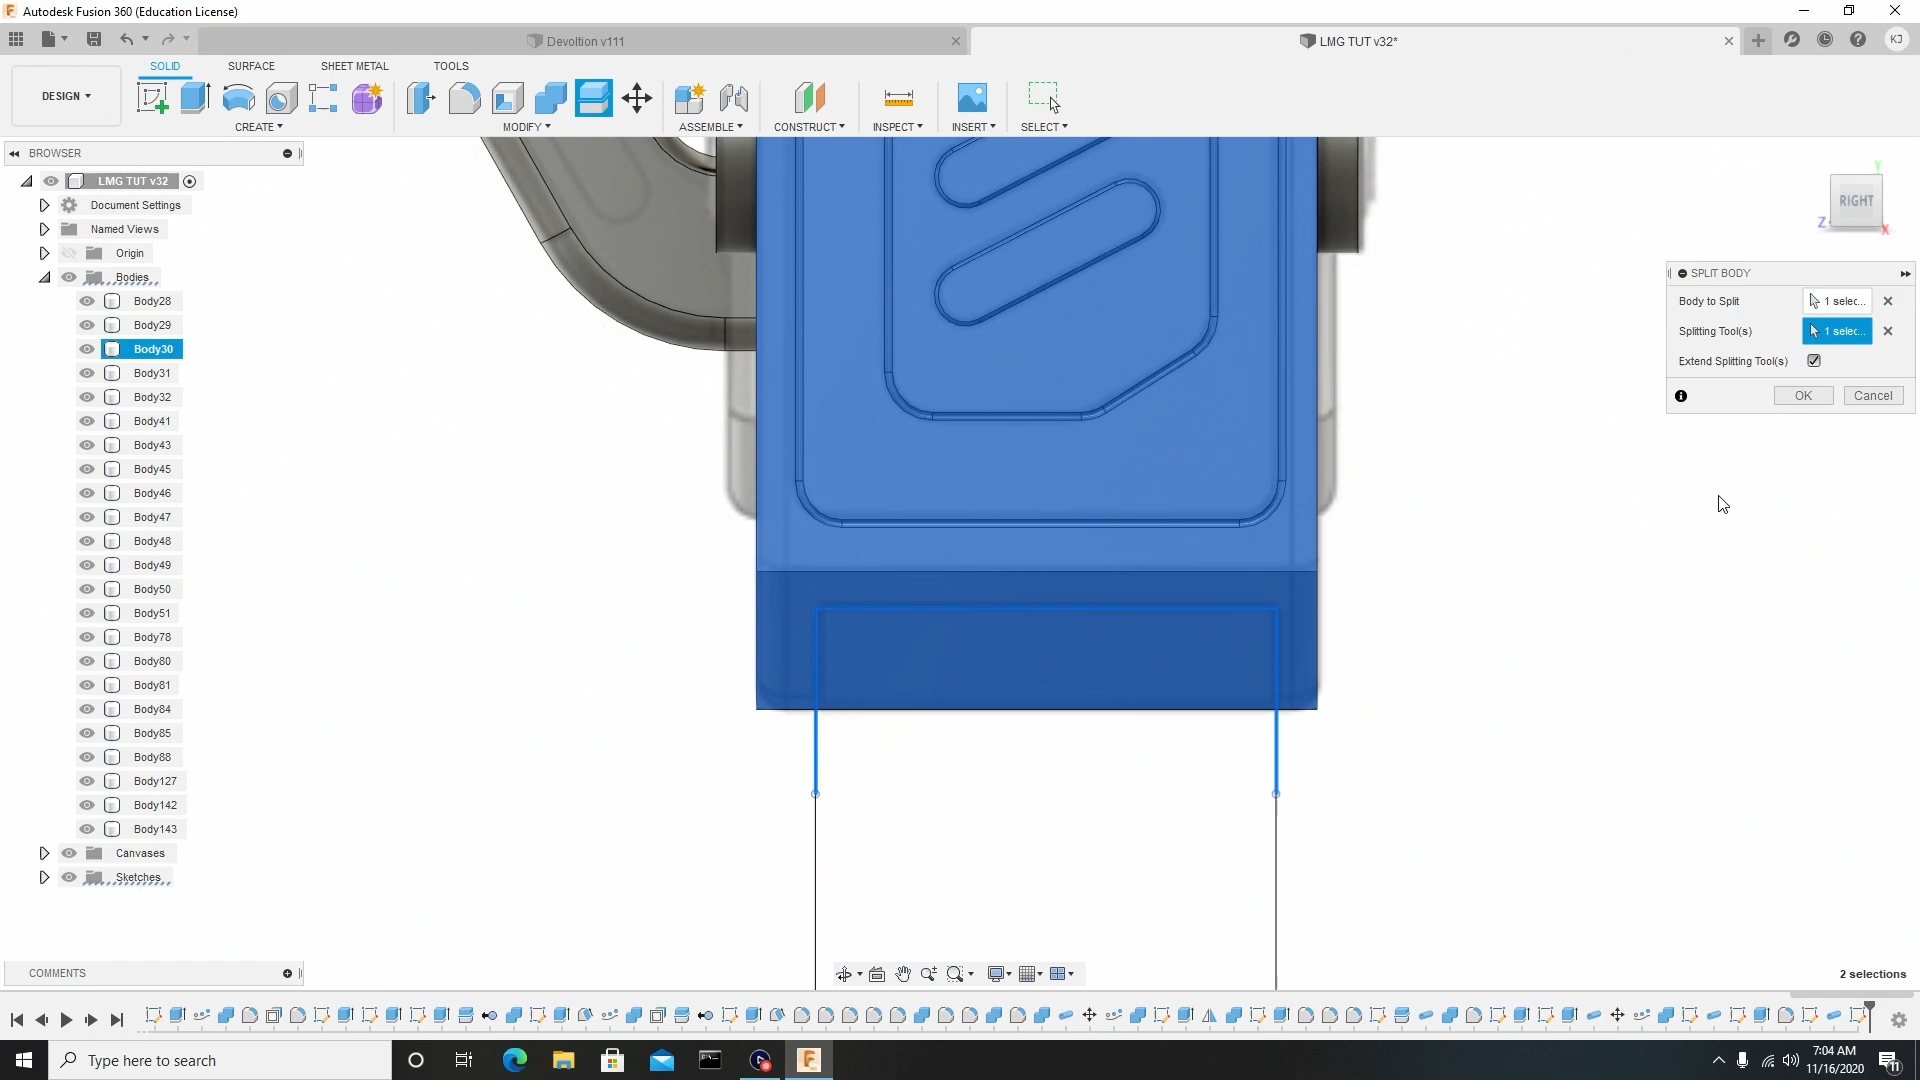 Autodesk Fusion 360 (Education License)
Devoltion v111
LMG TUT v32*
KJ
SOLID SURFACE SHEET METAL TOOLS
DESIGN
CREATE MODIFY ASSEMBLE CONSTRUCT INSPECT INSERT SELECT
BROWSER
LMG TUT v32
Document Settings
Named Views
Origin
Bodies
Body28
Body29
Body30
Body31
Body32
Body41
Body43
Body45
Body46
Body47
Body48
Body49
Body50
Body51
Body78
Body80
Body81
Body84
Body85
Body88
Body127
Body142
Body143
Canvases
Sketches
Y
RIGHT
Z
X
SPLIT BODY
Body to Split 1 selec...
Splitting Tool(s) 1 selec...
Extend Splitting Tool(s)
OK Cancel
COMMENTS
2 selections
Type here to search
7:04 AM
11/16/2020
11